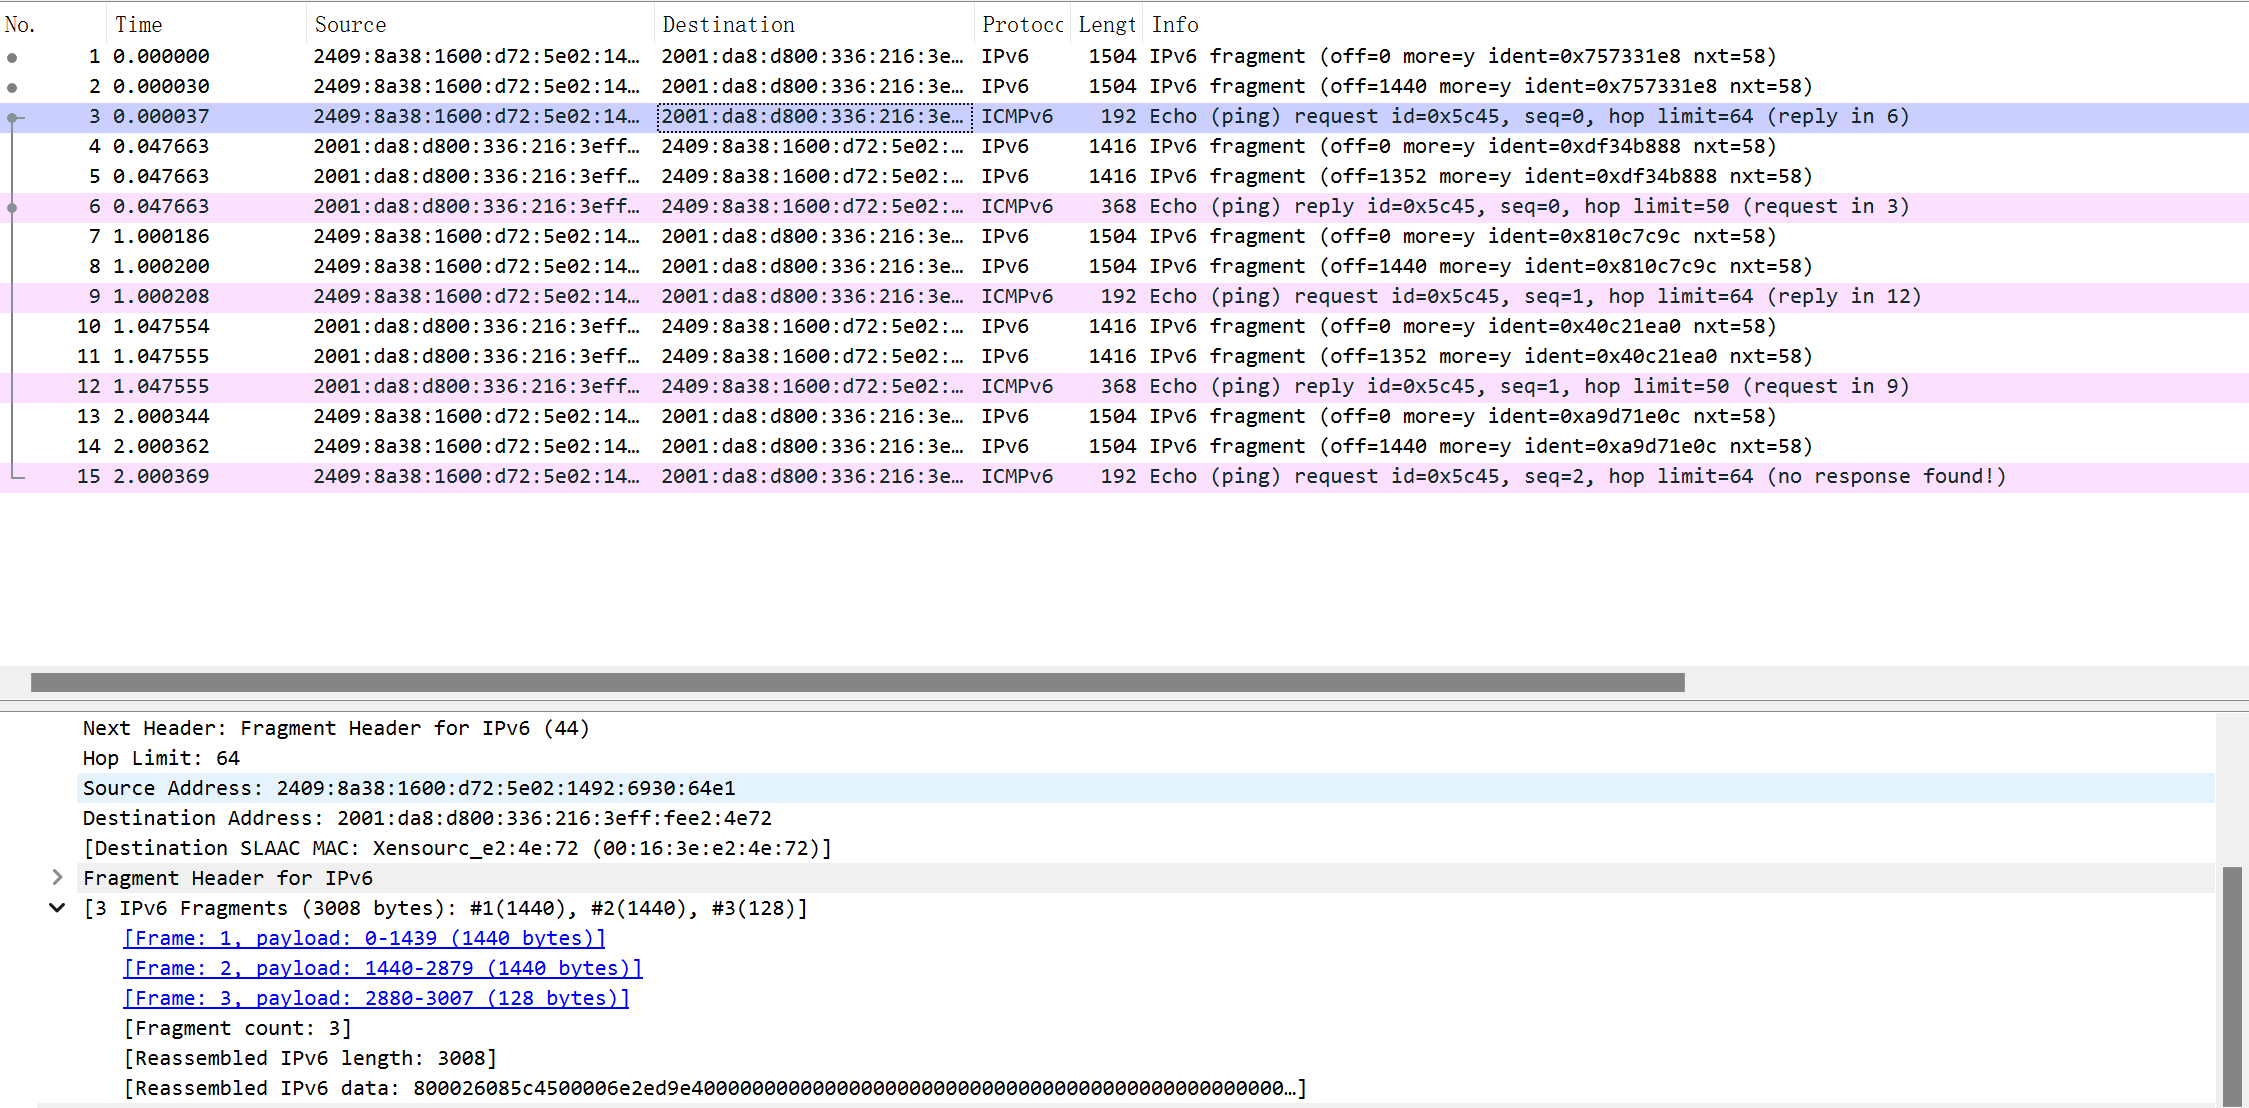 No. Time Source Destination Protocc Lengt Info
1 0.000000 2409:8a38:1600:d72:5e02:14… 2001:da8:d800:336:216:3e… IPv6 1504 IPv6 fragment (off=0 more=y ident=0x757331e8 nxt=58)
2 0.000030 2409:8a38:1600:d72:5e02:14… 2001:da8:d800:336:216:3e… IPv6 1504 IPv6 fragment (off=1440 more=y ident=0x757331e8 nxt=58)
3 0.000037 2409:8a38:1600:d72:5e02:14… 2001:da8:d800:336:216:3e… ICMPv6 192 Echo (ping) request id=0x5c45, seq=0, hop limit=64 (reply in 6)
4 0.047663 2001:da8:d800:336:216:3eff… 2409:8a38:1600:d72:5e02:… IPv6 1416 IPv6 fragment (off=0 more=y ident=0xdf34b888 nxt=58)
5 0.047663 2001:da8:d800:336:216:3eff… 2409:8a38:1600:d72:5e02:… IPv6 1416 IPv6 fragment (off=1352 more=y ident=0xdf34b888 nxt=58)
6 0.047663 2001:da8:d800:336:216:3eff… 2409:8a38:1600:d72:5e02:… ICMPv6 368 Echo (ping) reply id=0x5c45, seq=0, hop limit=50 (request in 3)
7 1.000186 2409:8a38:1600:d72:5e02:14… 2001:da8:d800:336:216:3e… IPv6 1504 IPv6 fragment (off=0 more=y ident=0x810c7c9c nxt=58)
8 1.000200 2409:8a38:1600:d72:5e02:14… 2001:da8:d800:336:216:3e… IPv6 1504 IPv6 fragment (off=1440 more=y ident=0x810c7c9c nxt=58)
9 1.000208 2409:8a38:1600:d72:5e02:14… 2001:da8:d800:336:216:3e… ICMPv6 192 Echo (ping) request id=0x5c45, seq=1, hop limit=64 (reply in 12)
10 1.047554 2001:da8:d800:336:216:3eff… 2409:8a38:1600:d72:5e02:… IPv6 1416 IPv6 fragment (off=0 more=y ident=0x40c21ea0 nxt=58)
11 1.047555 2001:da8:d800:336:216:3eff… 2409:8a38:1600:d72:5e02:… IPv6 1416 IPv6 fragment (off=1352 more=y ident=0x40c21ea0 nxt=58)
12 1.047555 2001:da8:d800:336:216:3eff… 2409:8a38:1600:d72:5e02:… ICMPv6 368 Echo (ping) reply id=0x5c45, seq=1, hop limit=50 (request in 9)
13 2.000344 2409:8a38:1600:d72:5e02:14… 2001:da8:d800:336:216:3e… IPv6 1504 IPv6 fragment (off=0 more=y ident=0xa9d71e0c nxt=58)
14 2.000362 2409:8a38:1600:d72:5e02:14… 2001:da8:d800:336:216:3e… IPv6 1504 IPv6 fragment (off=1440 more=y ident=0xa9d71e0c nxt=58)
15 2.000369 2409:8a38:1600:d72:5e02:14… 2001:da8:d800:336:216:3e… ICMPv6 192 Echo (ping) request id=0x5c45, seq=2, hop limit=64 (no response found!)
Next Header: Fragment Header for IPv6 (44)
Hop Limit: 64
Source Address: 2409:8a38:1600:d72:5e02:1492:6930:64e1
Destination Address: 2001:da8:d800:336:216:3eff:fee2:4e72
[Destination SLAAC MAC: Xensourc_e2:4e:72 (00:16:3e:e2:4e:72)]
Fragment Header for IPv6
[3 IPv6 Fragments (3008 bytes): #1(1440), #2(1440), #3(128)]
[Frame: 1, payload: 0-1439 (1440 bytes)]
[Frame: 2, payload: 1440-2879 (1440 bytes)]
[Frame: 3, payload: 2880-3007 (128 bytes)]
[Fragment count: 3]
[Reassembled IPv6 length: 3008]
[Reassembled IPv6 data: 800026085c4500006e2ed9e4000000000000000000000000000000000000000000000000…]